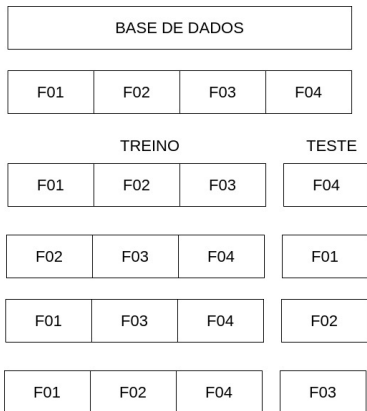 BASE DE DADOS
F01 F02 F03 F04
TREINO TESTE
F01 F02 F03 F04
F02 F03 F04 F01
F01 F03 F04 F02
F01 F02 F04 F03